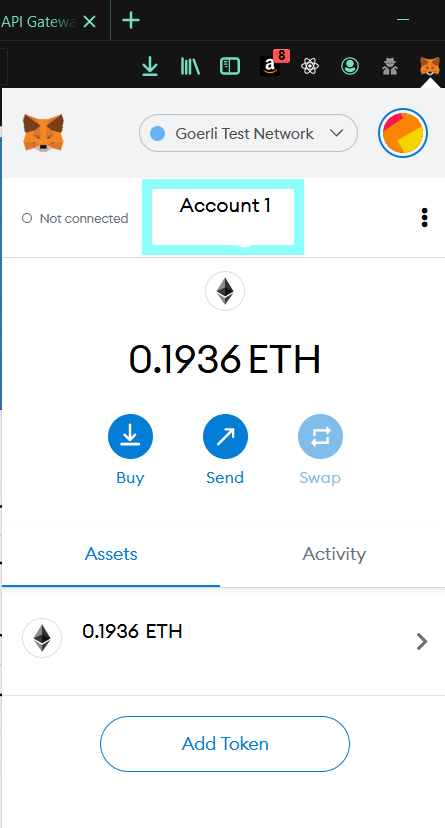 API Gatewa
8
Goerli Test Network
Not connected
Account 1
0.1936 ETH
Buy
Send
Swap
Assets
Activity
0.1936 ETH
Add Token